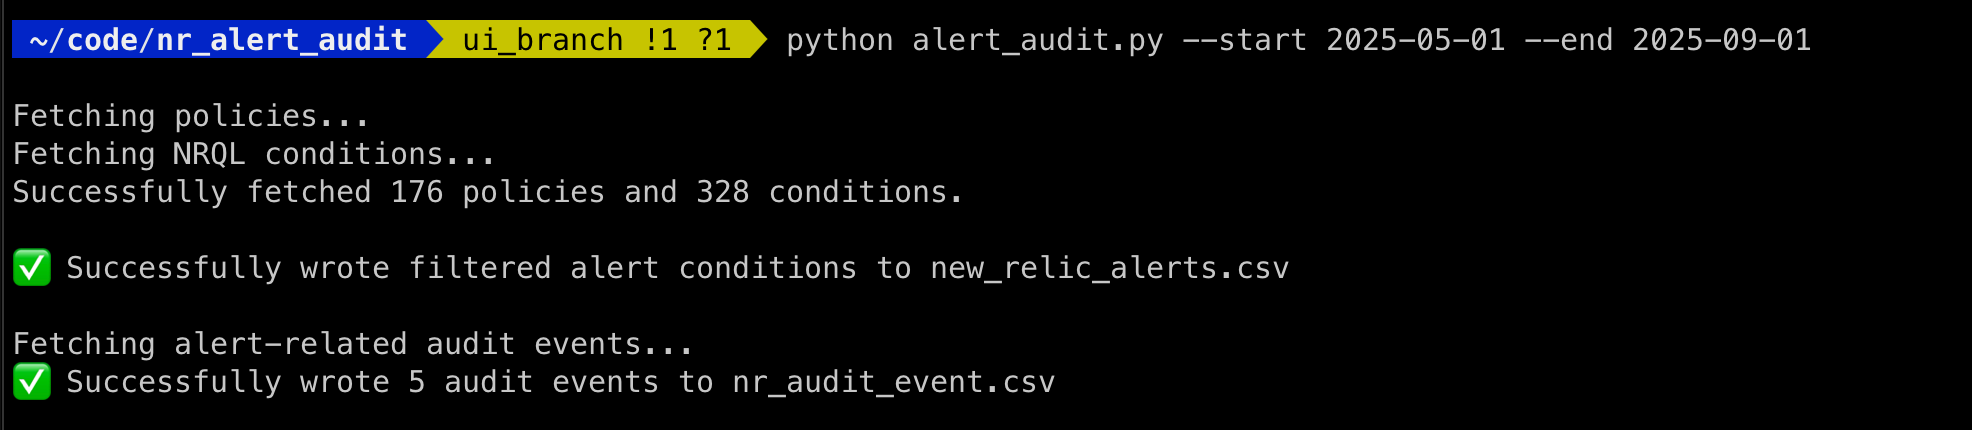 ~/code/nr_alert_audit ui_branch !1 ?1 python alert_audit.py --start 2025-05-01 --end 2025-09-01
Fetching policies...
Fetching NRQL conditions...
Successfully fetched 176 policies and 328 conditions.
✅ Successfully wrote filtered alert conditions to new_relic_alerts.csv
Fetching alert-related audit events...
✅ Successfully wrote 5 audit events to nr_audit_event.csv